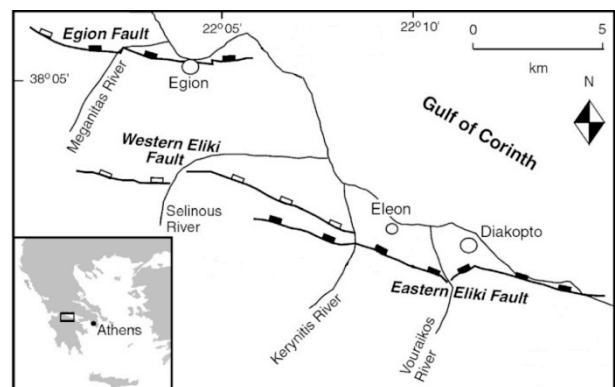 22° 05'
22° 10'
0
5
km
Egion Fault
38° 05'
Egion
Meganitas River
N
Gulf of Corinth
Western Eliki
Fault
Selinous
River
Eleon
Diakopto
Eastern Eliki Fault
Kerynitis River
Vouraikos
River
Athens